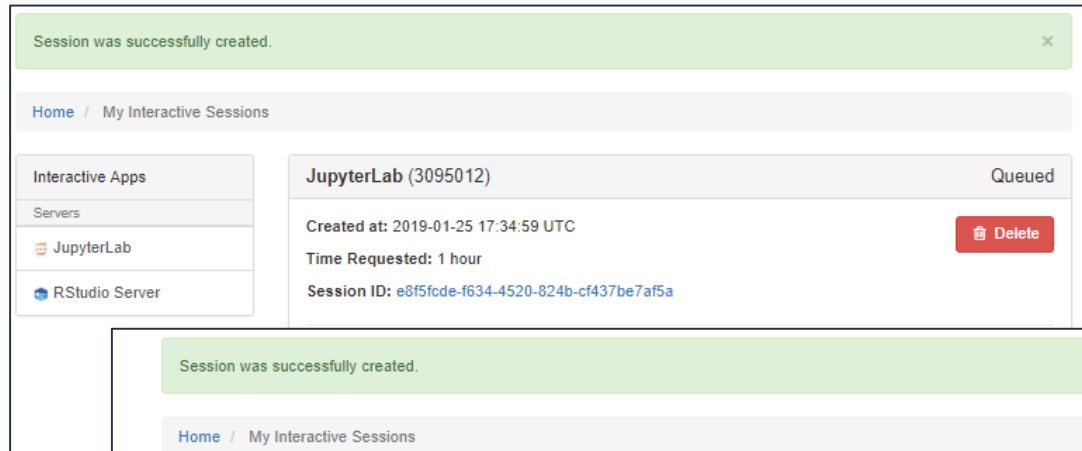 Session was successfully created. ×
Home / My Interactive Sessions
Interactive Apps
Servers
JupyterLab
RStudio Server
JupyterLab (3095012) Queued
Created at: 2019-01-25 17:34:59 UTC
Delete
Time Requested: 1 hour
Session ID: e8f5fcde-f634-4520-824b-cf437be7af5a
Session was successfully created.
Home / My Interactive Sessions